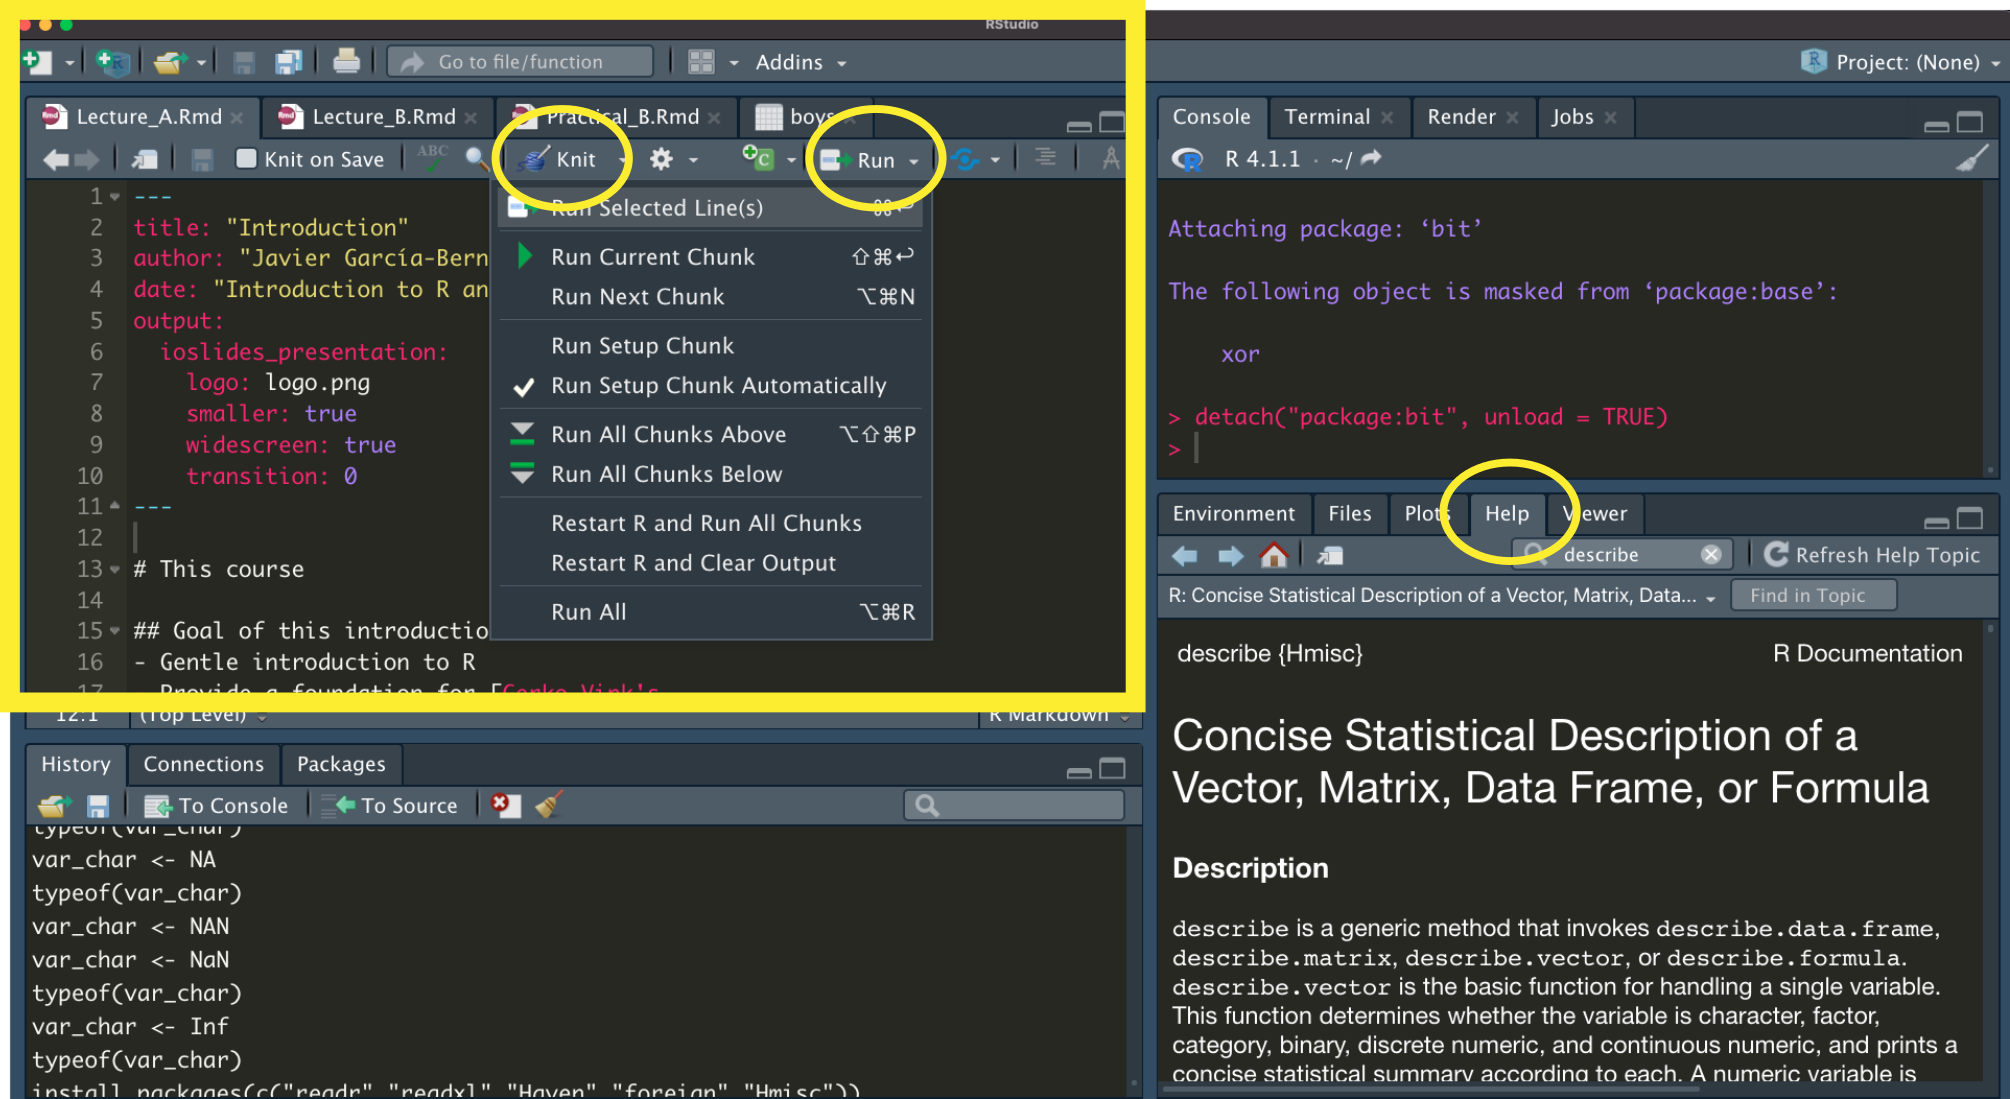 RStudio
Go to file/function
Addins
Project: (None)
Lecture_A.Rmd
Lecture_B.Rmd
Practical_B.Rmd
boys
Knit on Save
ABC
Knit
Run
1 ---
2 title: "Introduction"
3 author: "Javier García-Bern
4 date: "Introduction to R an
5 output:
6 ioslides_presentation:
7 logo: logo.png
8 smaller: true
9 widescreen: true
10 transition: 0
11 ---
12
13 # This course
14
15 ## Goal of this introductio
16 - Gentle introduction to R
17 - Provide a foundation for [Gerko Vink's
12:1 (Top Level) R Markdown
Run Selected Line(s) ⌘↩
Run Current Chunk ⇧⌘↩
Run Next Chunk ⌥⌘N
Run Setup Chunk
Run Setup Chunk Automatically
Run All Chunks Above ⌥⇧⌘P
Run All Chunks Below
Restart R and Run All Chunks
Restart R and Clear Output
Run All ⌥⌘R
History Connections Packages
To Console To Source
typeof(var_char)
var_char <- NA
typeof(var_char)
var_char <- NAN
var_char <- NaN
typeof(var_char)
var_char <- Inf
typeof(var_char)
install.packages(c("readr" "readxl" "Haven" "foreign" "Hmisc"))
Console Terminal Render Jobs
R 4.1.1 · ~/
Attaching package: ‘bit’
The following object is masked from ‘package:base’:
xor
> detach("package:bit", unload = TRUE)
>
Environment Files Plots Help Viewer
describe
Refresh Help Topic
R: Concise Statistical Description of a Vector, Matrix, Data...
Find in Topic
describe {Hmisc} R Documentation
Concise Statistical Description of a
Vector, Matrix, Data Frame, or Formula
Description
describe is a generic method that invokes describe.data.frame,
describe.matrix, describe.vector, or describe.formula.
describe.vector is the basic function for handling a single variable.
This function determines whether the variable is character, factor,
category, binary, discrete numeric, and continuous numeric, and prints a
concise statistical summary according to each. A numeric variable is